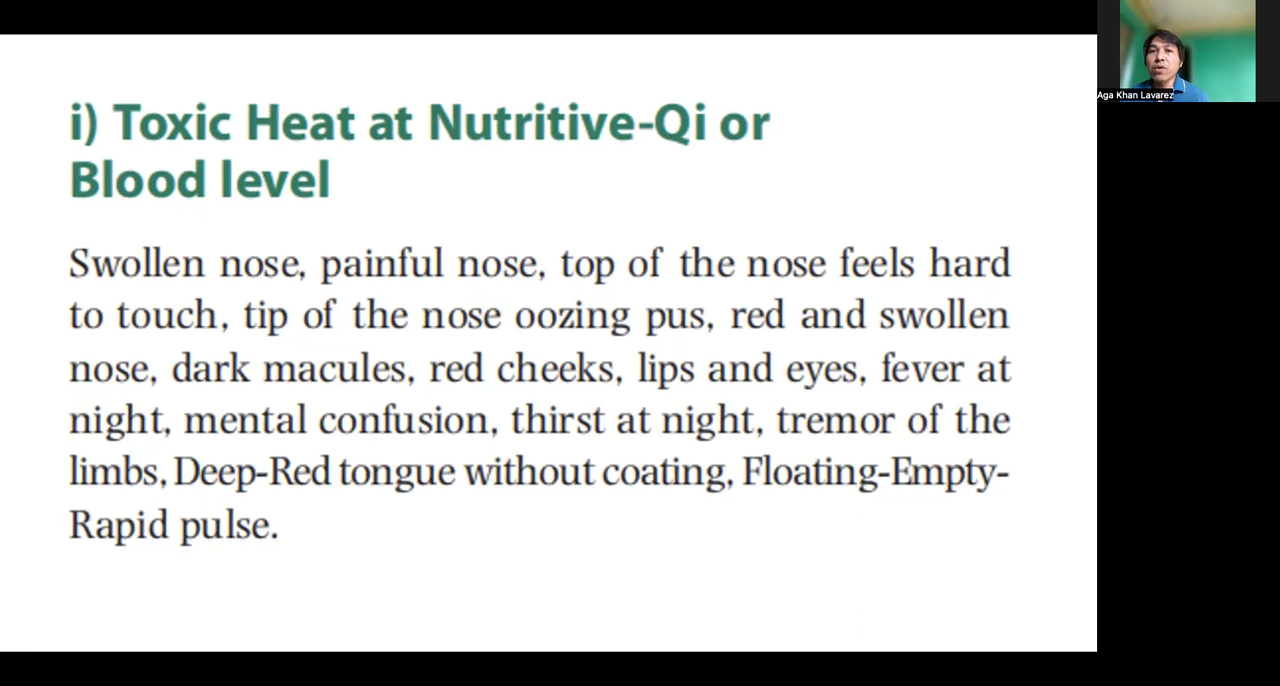 i) Toxic Heat at Nutritive-Qi or
Blood level
Swollen nose, painful nose, top of the nose feels hard
to touch, tip of the nose oozing pus, red and swollen
nose, dark macules, red cheeks, lips and eyes, fever at
night, mental confusion, thirst at night, tremor of the
limbs, Deep-Red tongue without coating, Floating-Empty-
Rapid pulse.
Aga Khan Lavarez